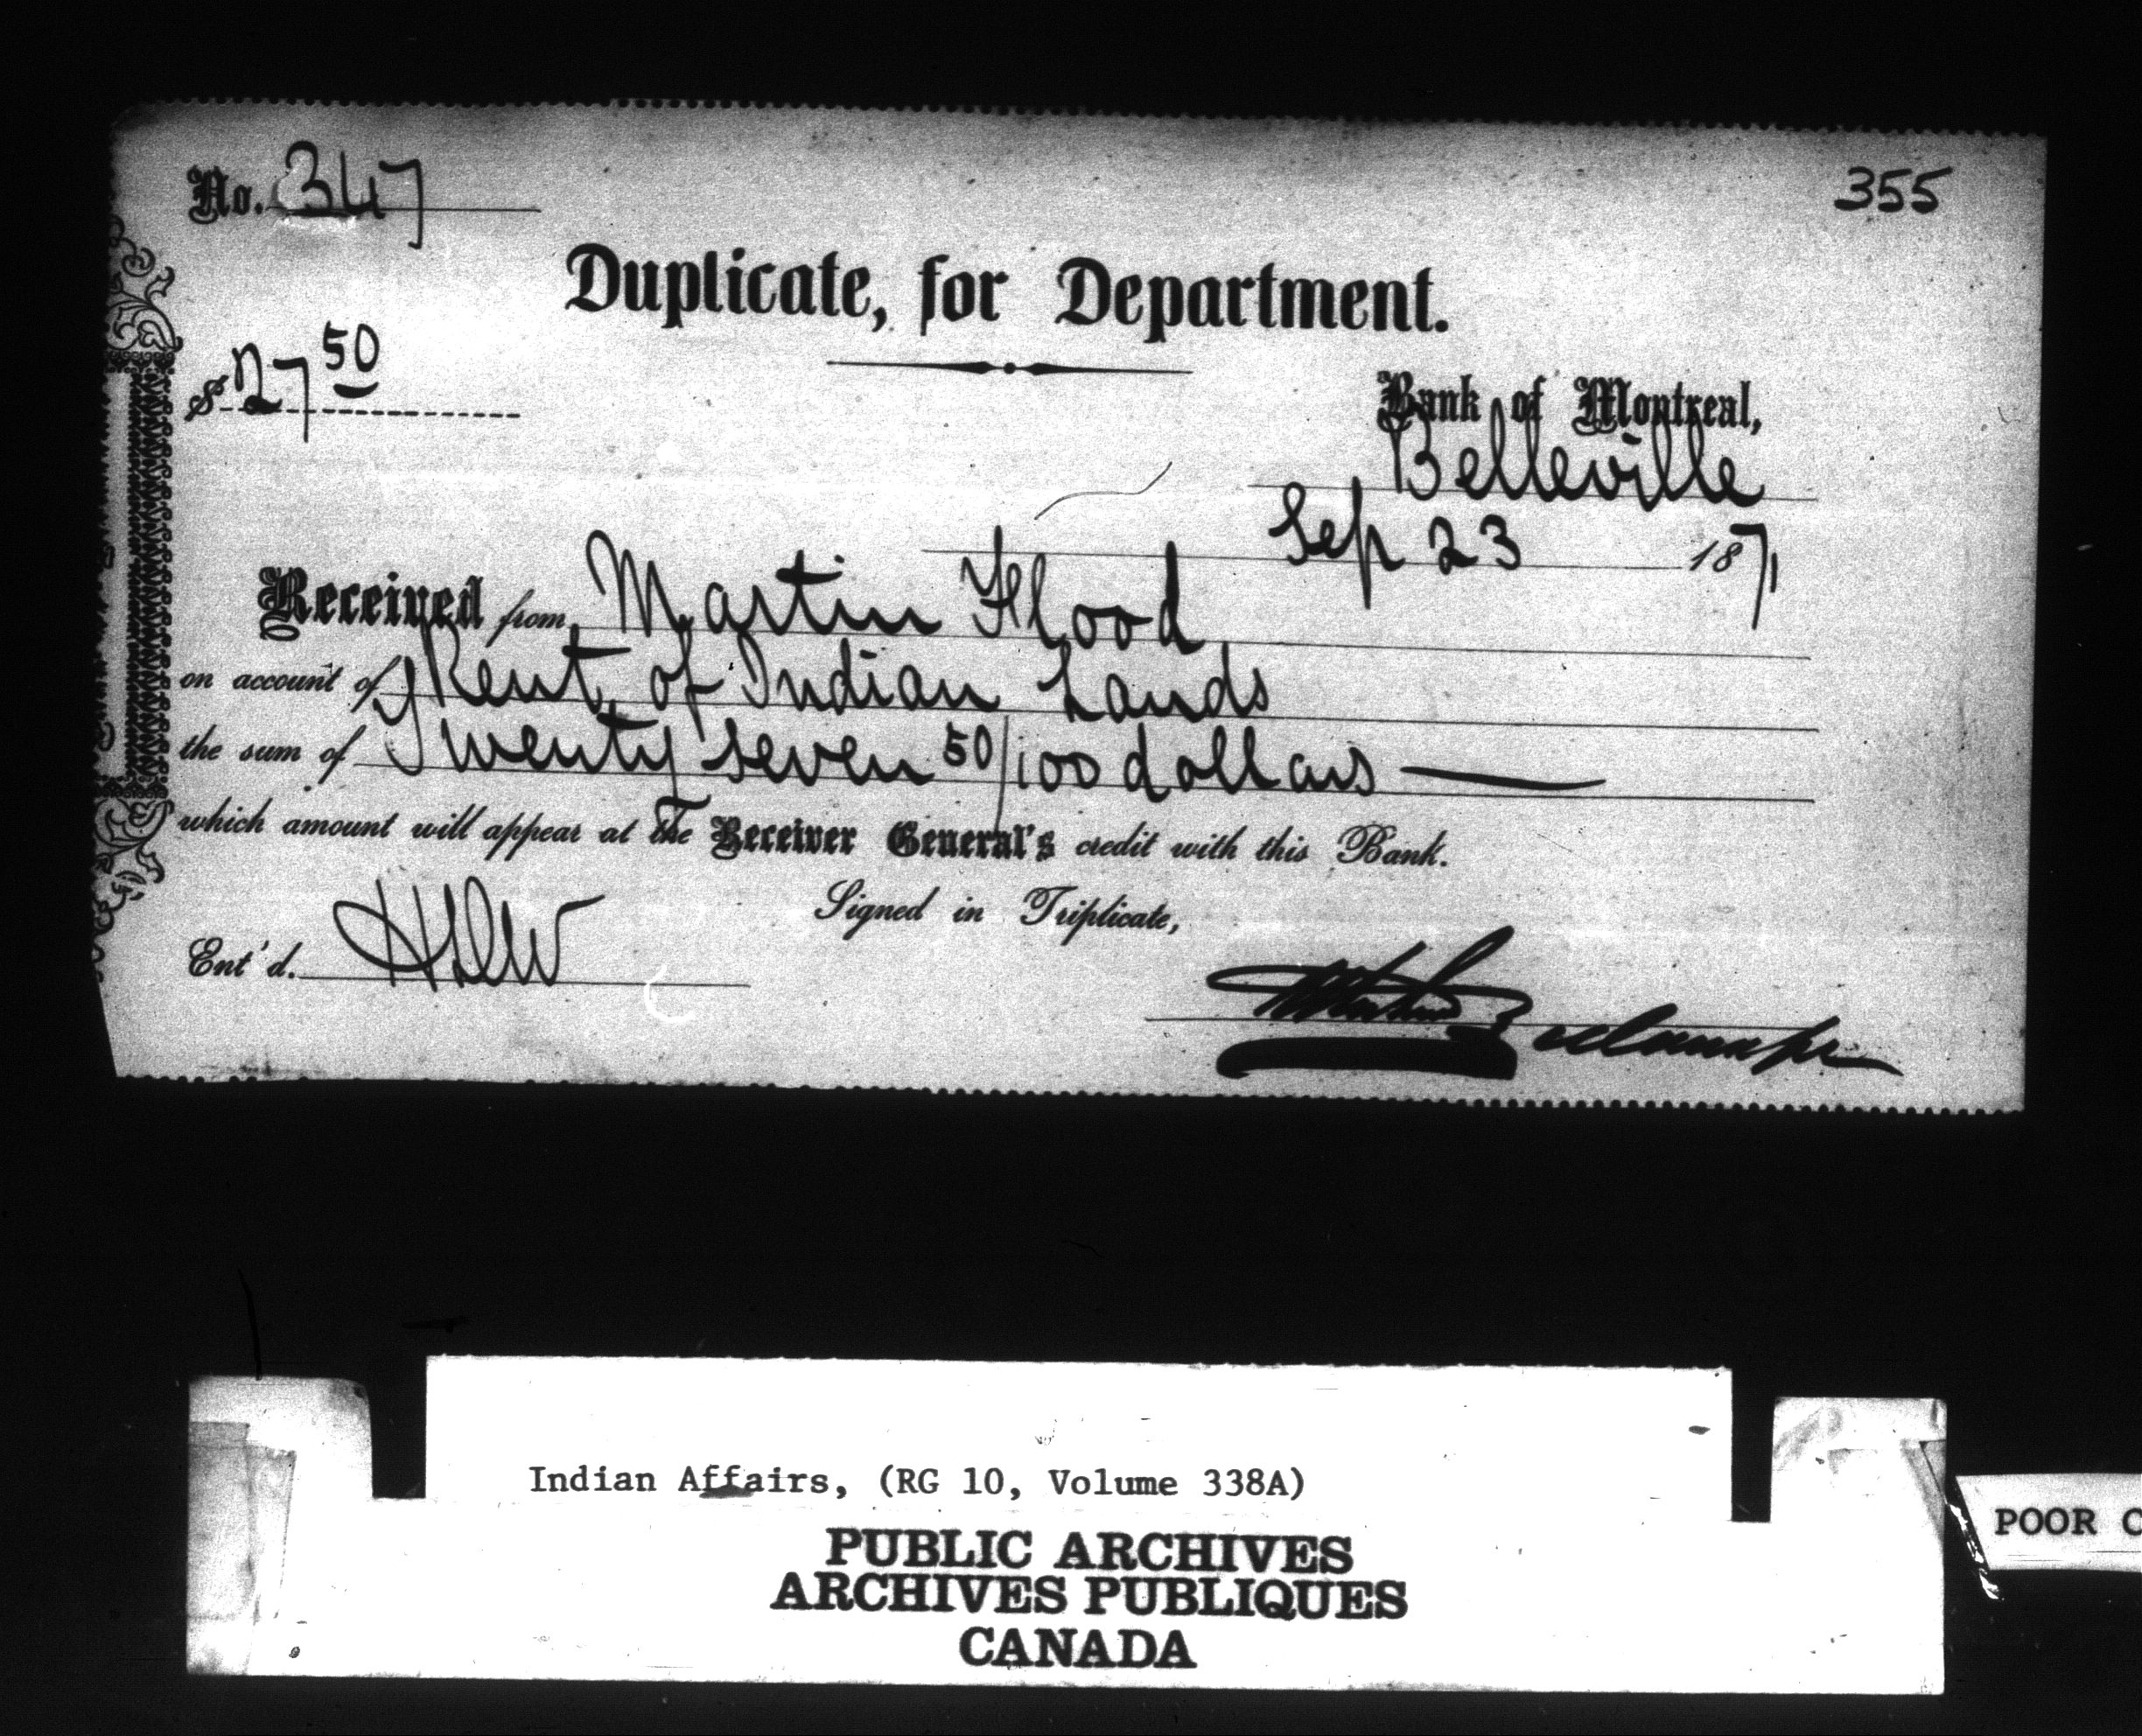 No. 347
355
Duplicate, for Department.
$ 27 50
Bank of Montreal,
Belleville
Sep 23 1871
Received from Martin Flood
on account of Rent of Indian Lands
the sum of Twenty seven 50/100 dollars
which amount will appear at the Receiver General's credit with this Bank.
Signed in Triplicate,
Ent'd.
Indian Affairs, (RG 10, Volume 338A)
PUBLIC ARCHIVES
ARCHIVES PUBLIQUES
CANADA
POOR C